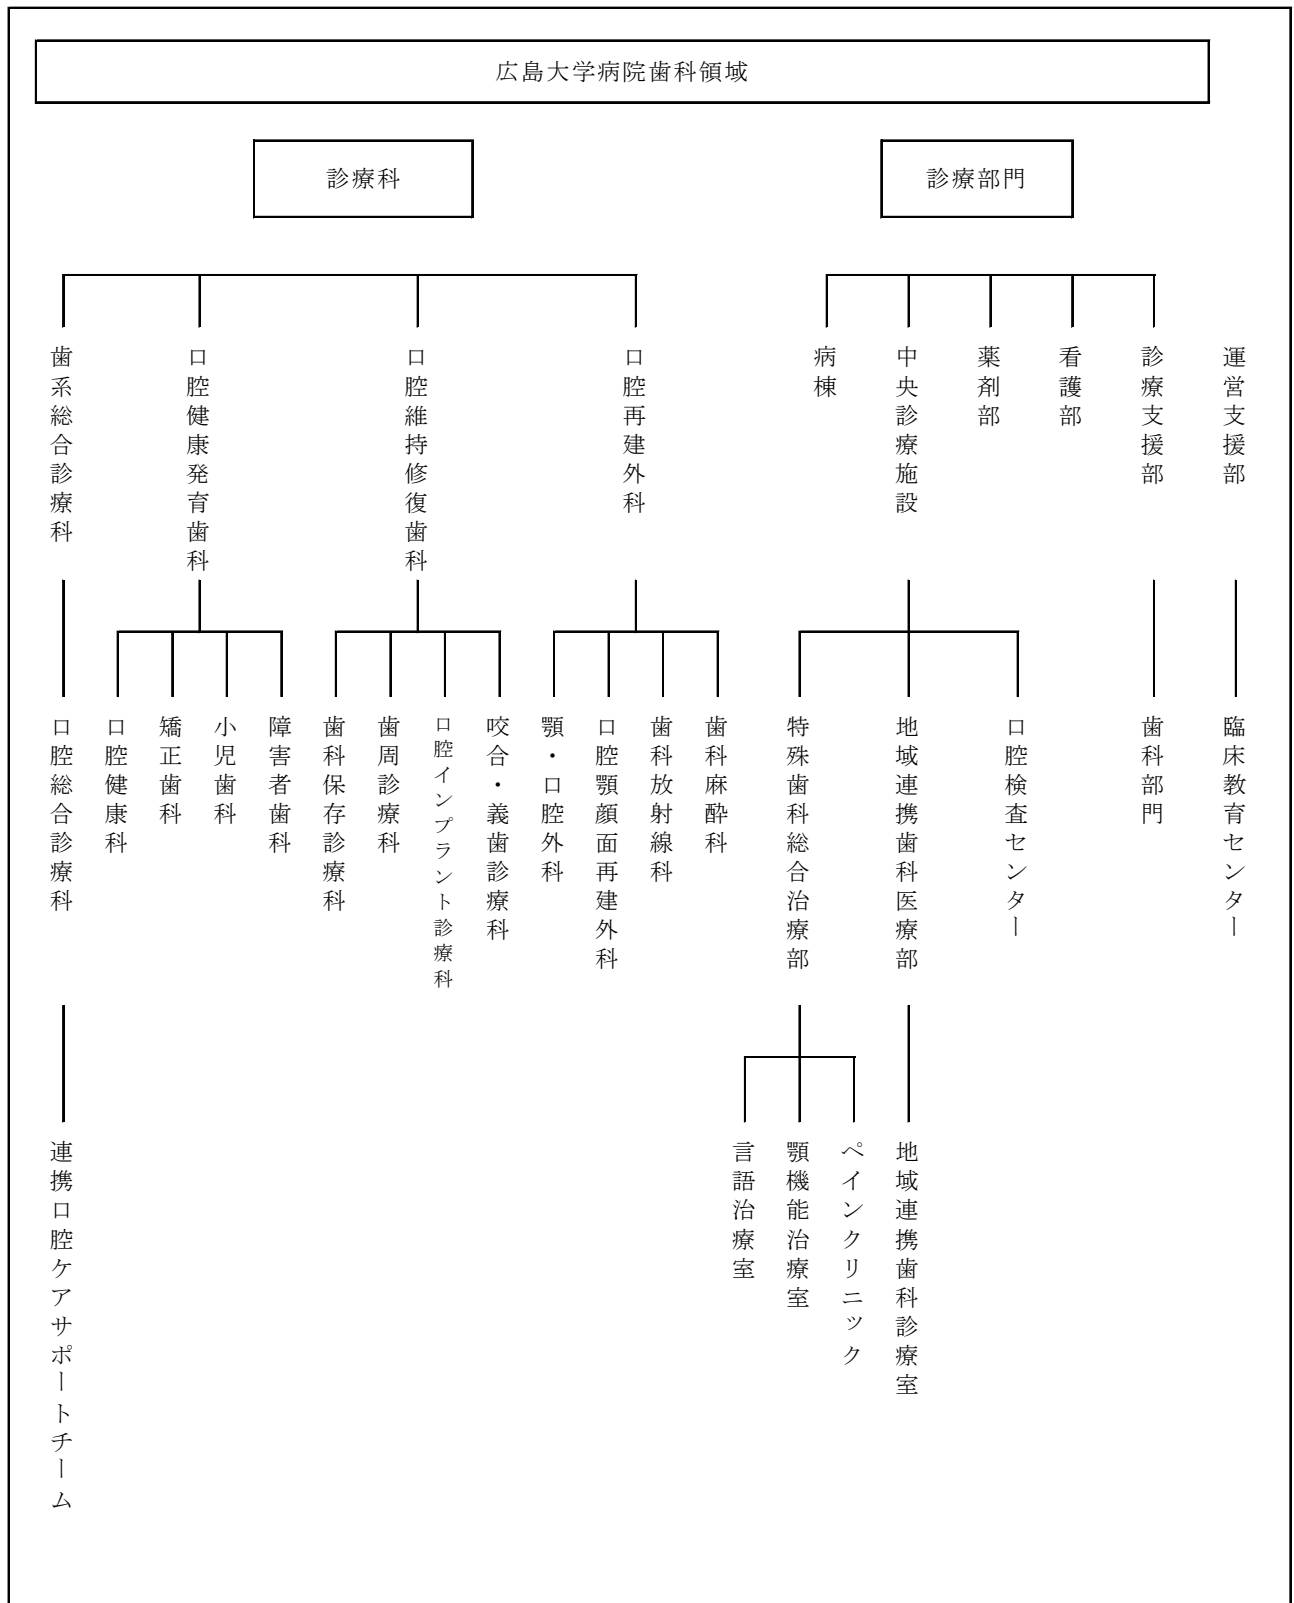 広島大学病院歯科領域
診療科
診療部門
歯系総合診療科
口腔健康発育歯科
口腔維持修復歯科
口腔再建外科
病棟
中央診療施設
薬剤部
看護部
診療支援部
運営支援部
口腔総合診療科
口腔健康科
矯正歯科
小児歯科
障害者歯科
歯科保存診療科
歯周診療科
口腔インプラント診療科
咬合・義歯診療科
顎・口腔外科
口腔顎顔面再建外科
歯科放射線科
歯科麻酔科
特殊歯科総合治療部
地域連携歯科医療部
口腔検査センター
歯科部門
臨床教育センター
連携口腔ケアサポートチーム
言語治療室
顎機能治療室
ペインクリニック
地域連携歯科診療室